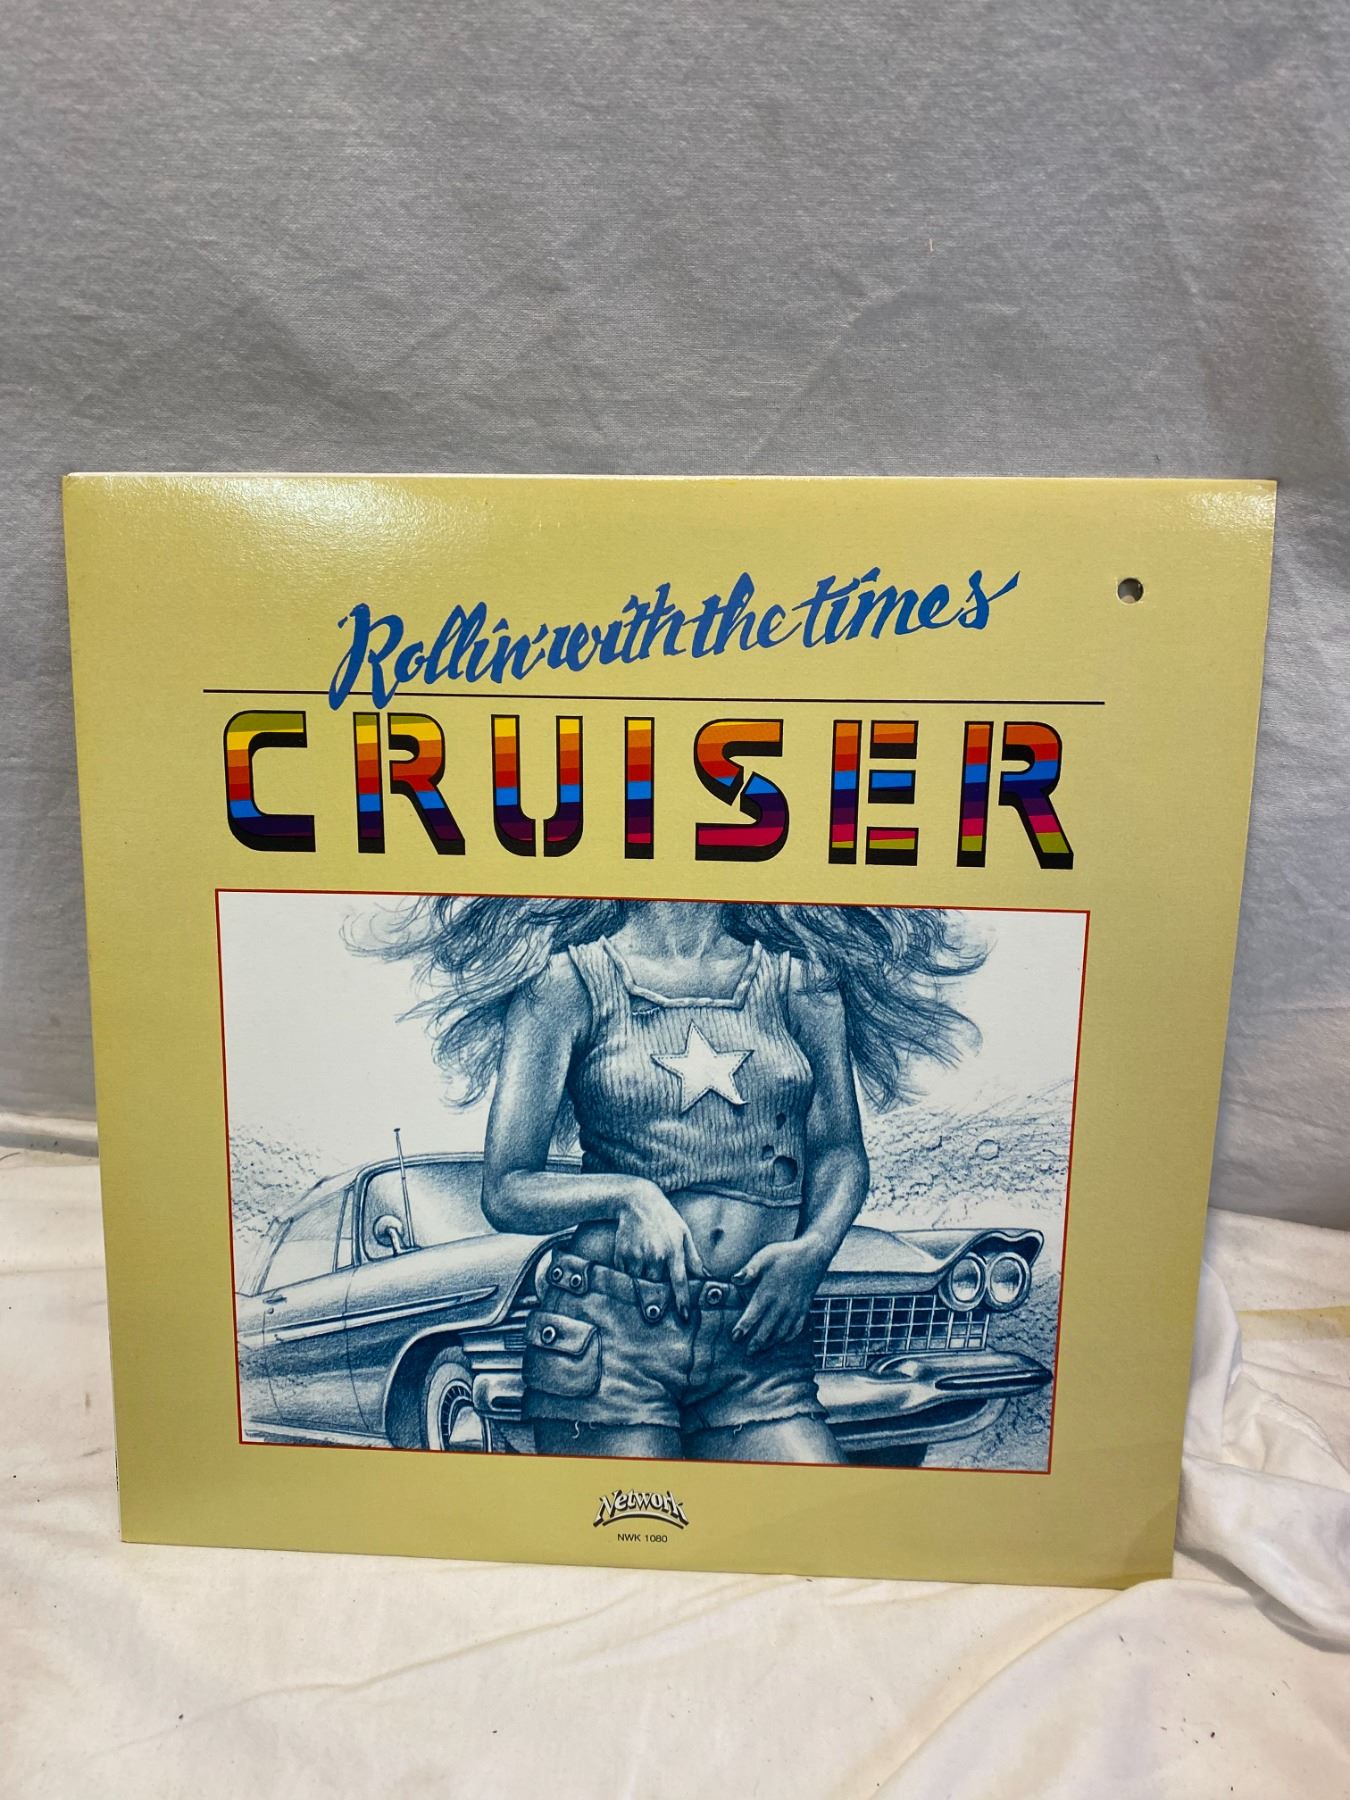 Rollin' with the times
CRUISER
Network
NWK 1080